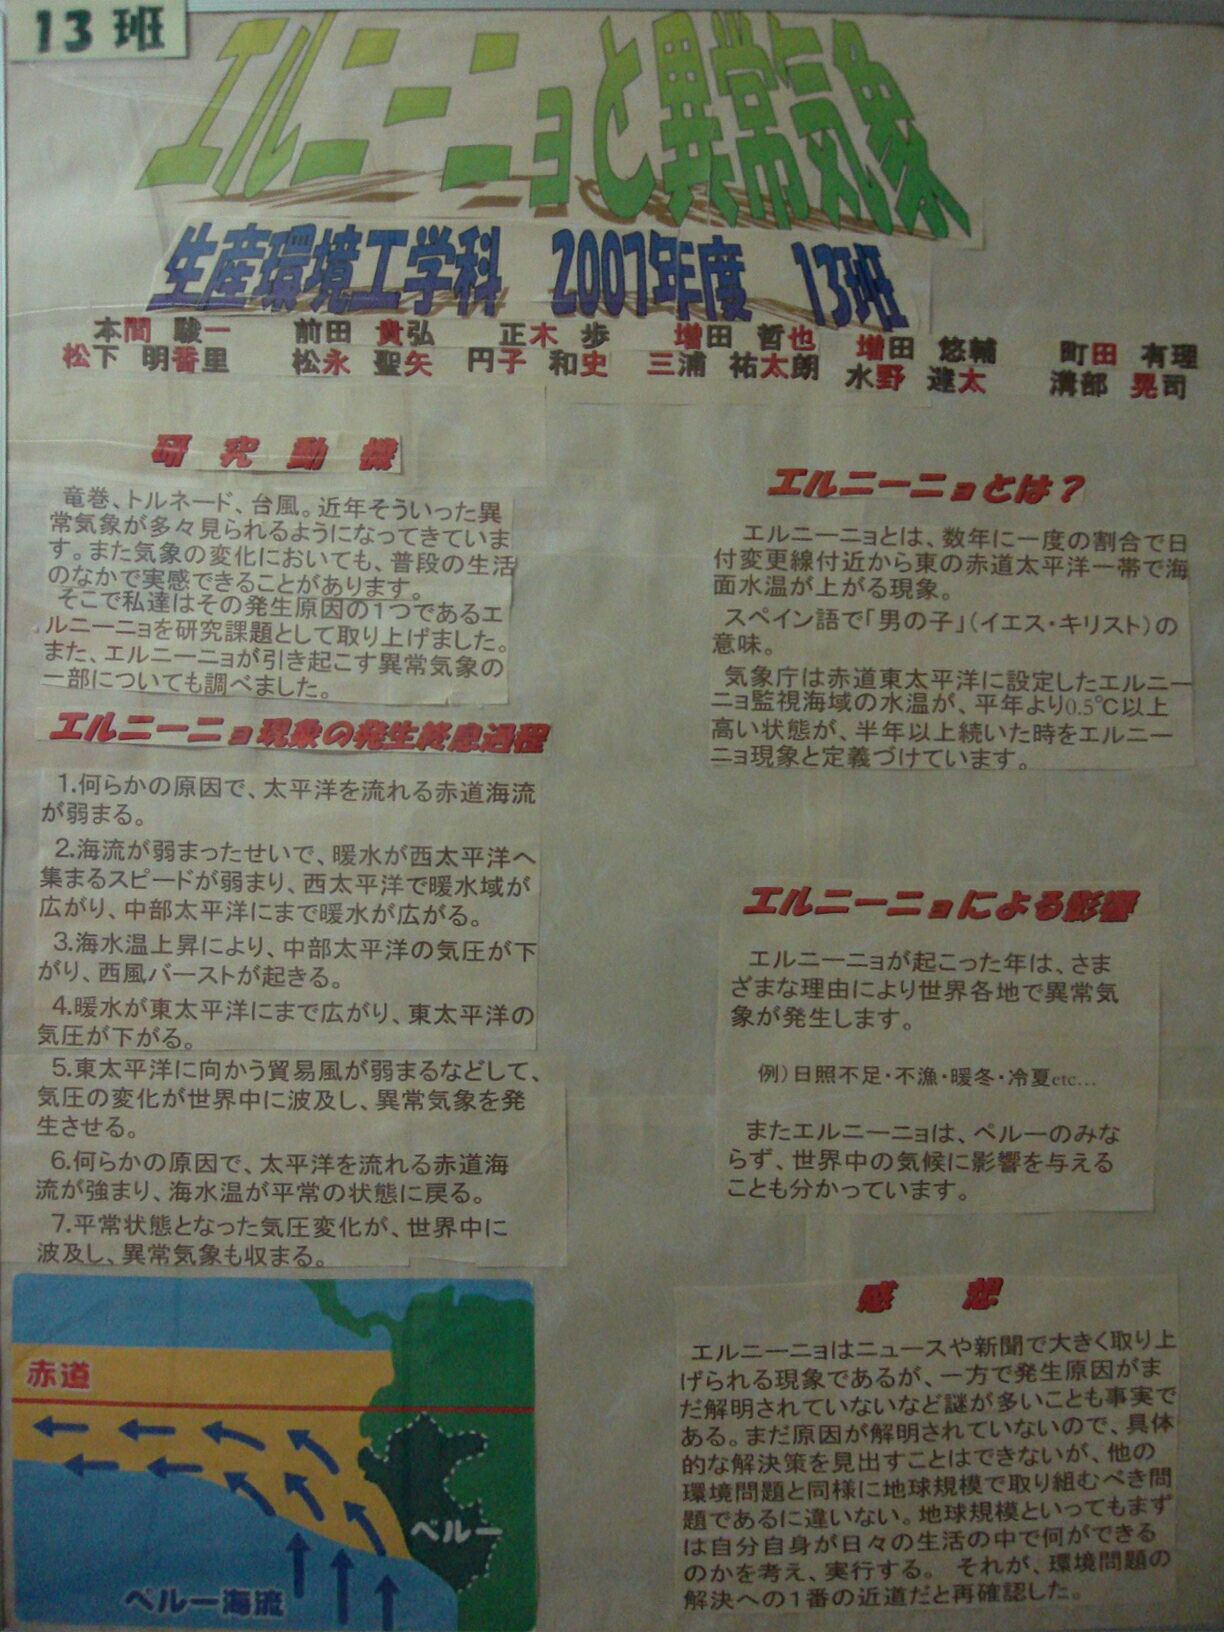 13 班
エルニーニョと異常気象
生産環境工学科 2007年度 13班
本間 駿一 前田 貴弘 正木 歩 増田 哲也 増田 悠輔 町田 有理
松下 明番里 松永 聖矢 円子 和史 三浦 祐太朗 水野 達太 溝部 晃司
研究動機
竜巻、トルネード、台風。近年そういった異
常気象が多々見られるようになってきていま
す。また気象の変化においても、普段の生活
のなかで実感できることがあります。
そこで私達はその発生原因の1つであるエ
ルニーニョを研究課題として取り上げました。
また、エルニーニョが引き起こす異常気象の
一部についても調べました。
エルニーニョ現象の発生終息過程
1.何らかの原因で、太平洋を流れる赤道海流
が弱まる。
2.海流が弱まったせいで、暖水が西太平洋へ
集まるスピードが弱まり、西太平洋で暖水域が
広がり、中部太平洋にまで暖水が広がる。
3.海水温上昇により、中部太平洋の気圧が下
がり、西風バーストが起きる。
4.暖水が東太平洋にまで広がり、東太平洋の
気圧が下がる。
5.東太平洋に向かう貿易風が弱まるなどして、
気圧の変化が世界中に波及し、異常気象を発
生させる。
6.何らかの原因で、太平洋を流れる赤道海
流が強まり、海水温が平常の状態に戻る。
7.平常状態となった気圧変化が、世界中に
波及し、異常気象も収まる。
赤道
ペルー
ペルー海流
エルニーニョとは?
エルニーニョとは、数年に一度の割合で日
付変更線付近から東の赤道太平洋一帯で海
面水温が上がる現象。
スペイン語で「男の子」(イエス・キリスト)の
意味。
気象庁は赤道東太平洋に設定したエルニー
ニョ監視海域の水温が、平年より0.5℃以上
高い状態が、半年以上続いた時をエルニー
ニョ現象と定義づけています。
エルニーニョによる影響
エルニーニョが起こった年は、さま
ざまな理由により世界各地で異常気
象が発生します。
例）日照不足・不漁・暖冬・冷夏etc…
またエルニーニョは、ペルーのみな
らず、世界中の気候に影響を与える
ことも分かっています。
感想
エルニーニョはニュースや新聞で大きく取り上
げられる現象であるが、一方で発生原因がま
だ解明されていないなど謎が多いことも事実で
ある。まだ原因が解明されていないので、具体
的な解決策を見出すことはできないが、他の
環境問題と同様に地球規模で取り組むべき問
題であるに違いない。地球規模といってもまず
は自分自身が日々の生活の中で何ができる
のかを考え、実行する。 それが、環境問題の
解決への1番の近道だと再確認した。